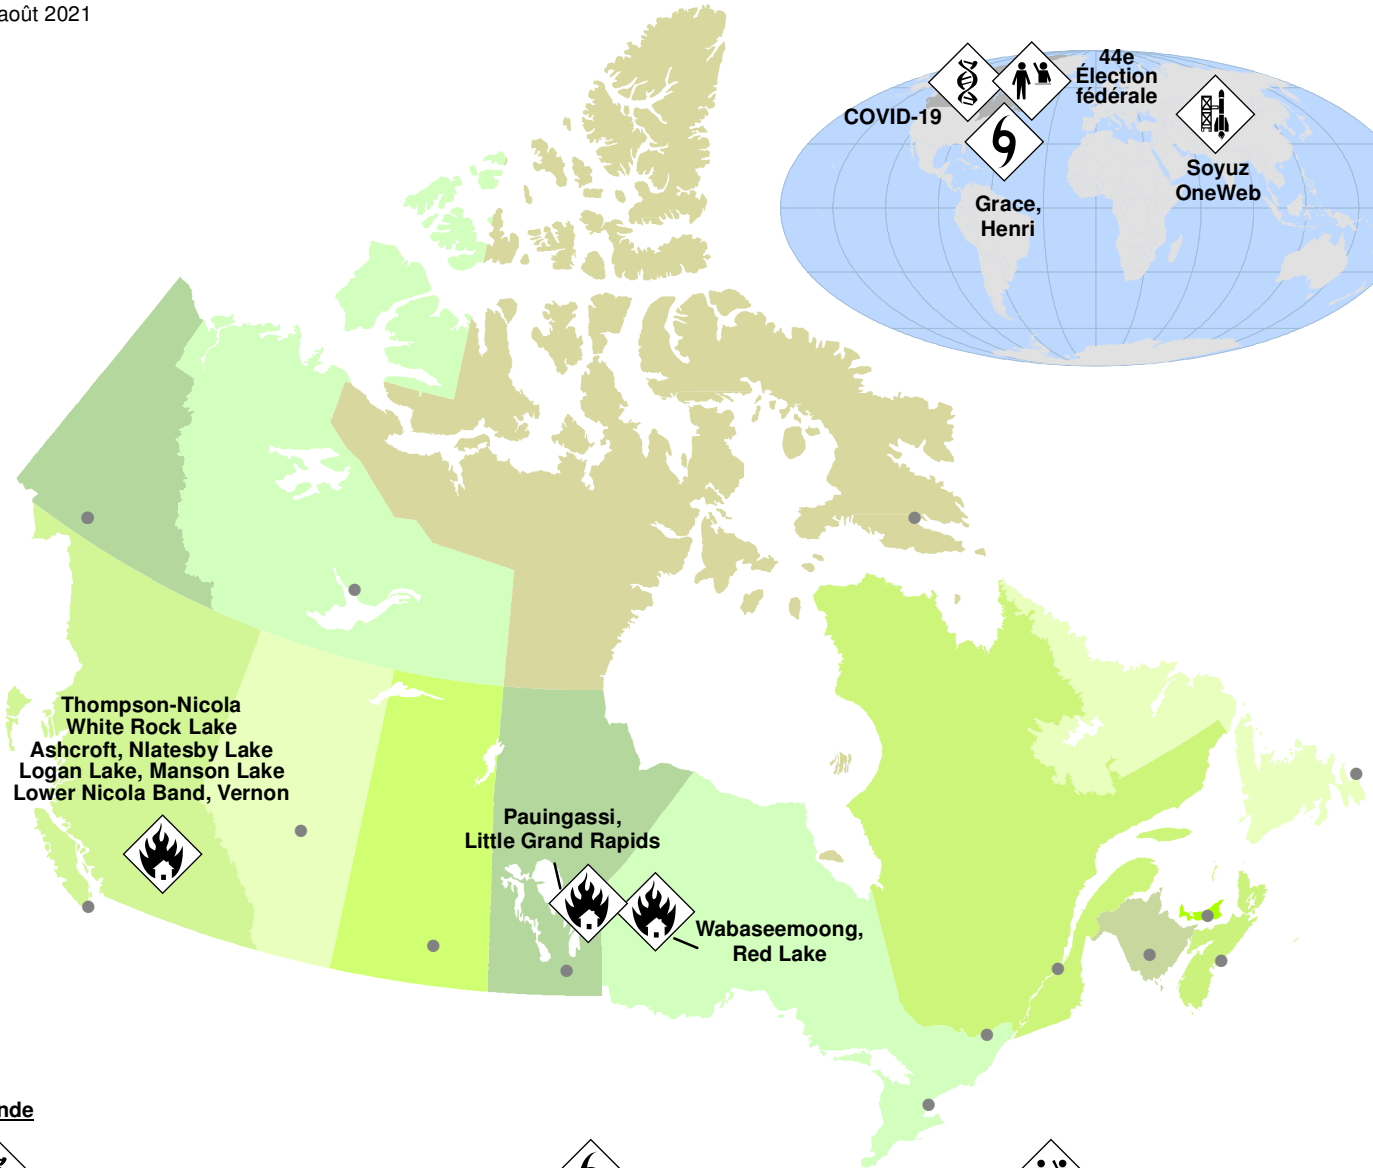 août 2021
44e
Élection
fédérale
COVID-19
Soyuz
OneWeb
Grace,
Henri
Thompson-Nicola
White Rock Lake
Ashcroft, Nlatesby Lake
Logan Lake, Manson Lake
Lower Nicola Band, Vernon
Pauingassi,
Little Grand Rapids
Wabaseemoong,
Red Lake
nde